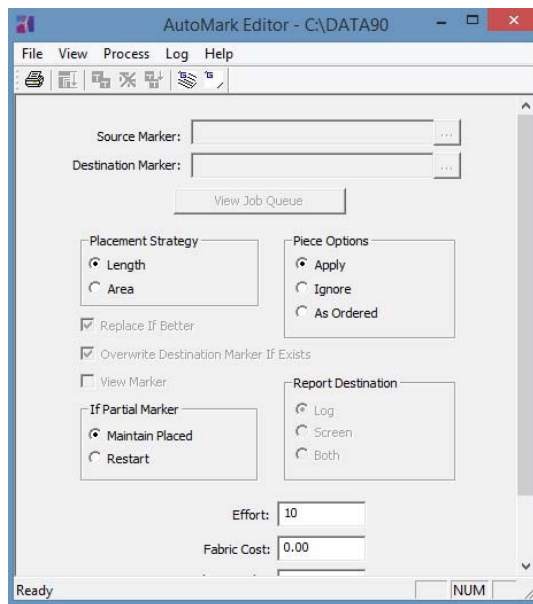 AutoMark Editor - C:\DATA90
File View Process Log Help
Source Marker: ...
Destination Marker: ...
View Job Queue
Placement Strategy
Length
Area
Piece Options
Apply
Ignore
As Ordered
Replace If Better
Overwrite Destination Marker If Exists
View Marker
If Partial Marker
Maintain Placed
Restart
Report Destination
Log
Screen
Both
Effort: 10
Fabric Cost: 0.00
Ready NUM